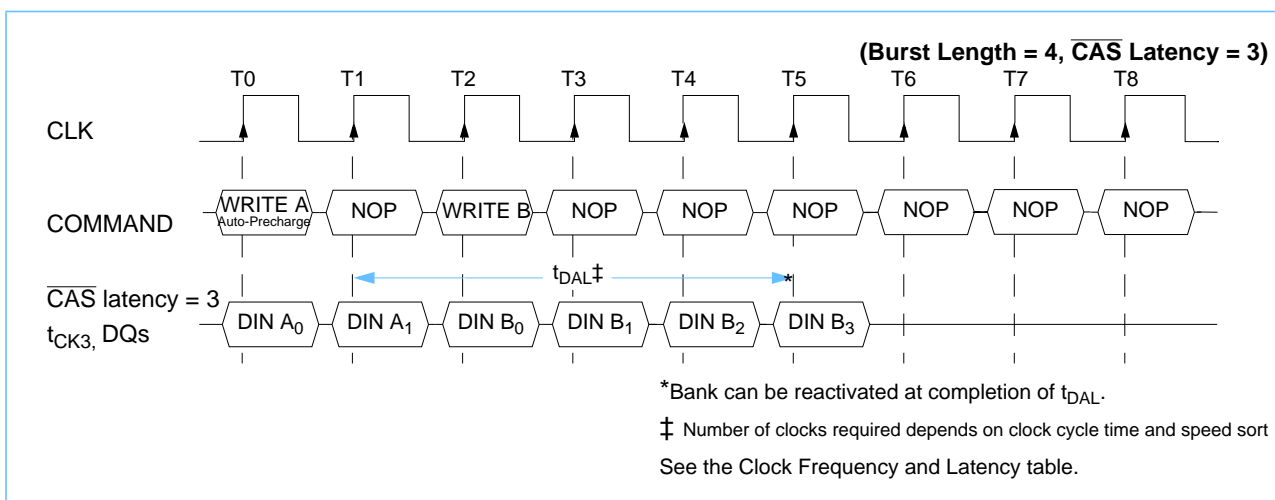 (Burst Length = 4, CAS Latency = 3)
T0 T1 T2 T3 T4 T5 T6 T7 T8
CLK
COMMAND
WRITE A
Auto-Precharge
NOP WRITE B NOP NOP NOP NOP NOP NOP
tDAL‡
*
CAS latency = 3
tCK3, DQs
DIN A0 DIN A1 DIN B0 DIN B1 DIN B2 DIN B3
*Bank can be reactivated at completion of tDAL.
‡ Number of clocks required depends on clock cycle time and speed sort
See the Clock Frequency and Latency table.